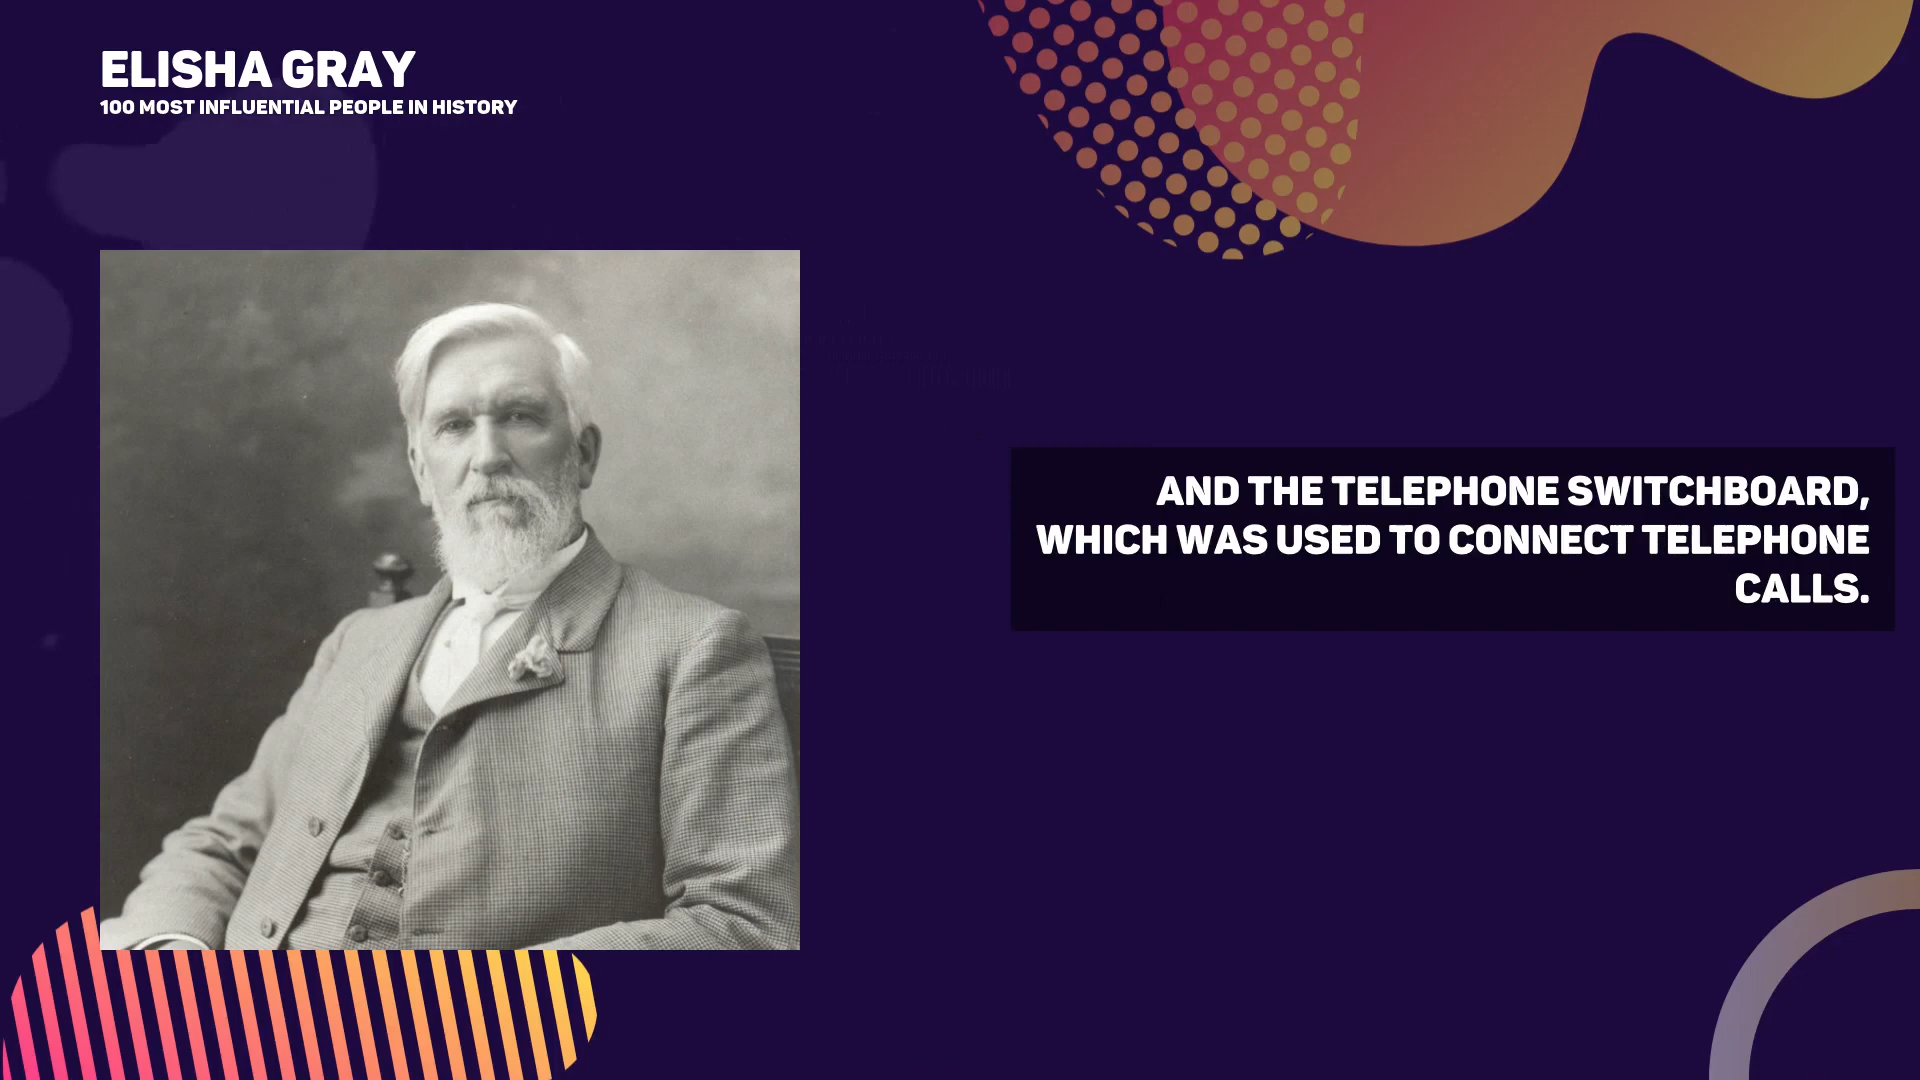 ELISHA GRAY
100 MOST INFLUENTIAL PEOPLE IN HISTORY
AND THE TELEPHONE SWITCHBOARD,
WHICH WAS USED TO CONNECT TELEPHONE
CALLS.